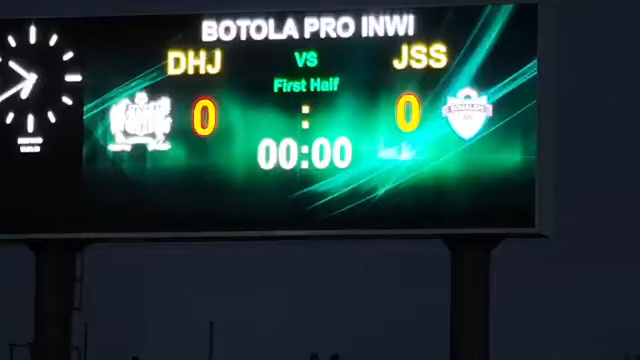 BOTOLA PRO INWI
DHJ VS JSS
First Half
0 : 0
00:00